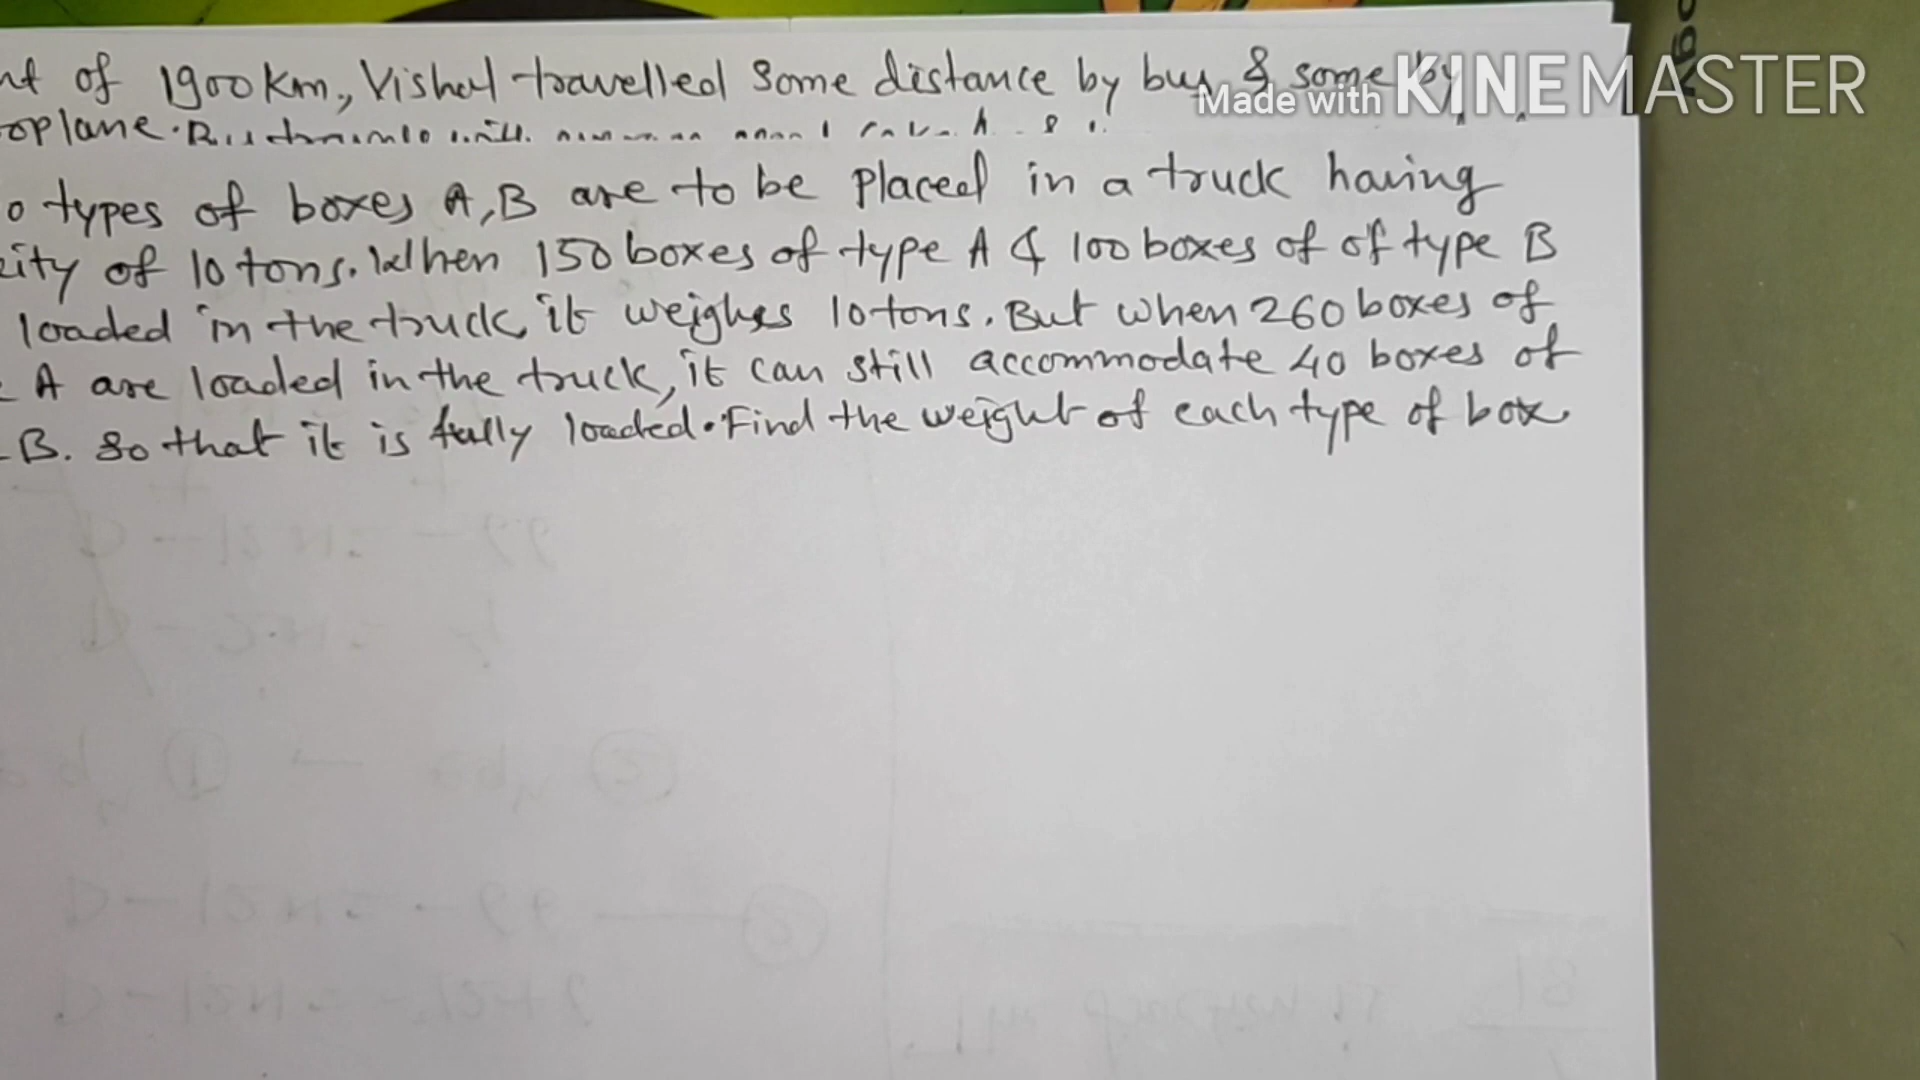 nt of 1900 km, Vishal travelled some distance by bus & some by
Made with KINEMASTER
oplane.
o types of boxes A, B are to be placed in a truck having
city of 10 tons. When 150 boxes of type A & 100 boxes of of type B
loaded in the truck, it weighs 10 tons. But when 260 boxes of
A are loaded in the truck, it can still accommodate 40 boxes of
B. so that it is fully loaded. Find the weight of each type of box.